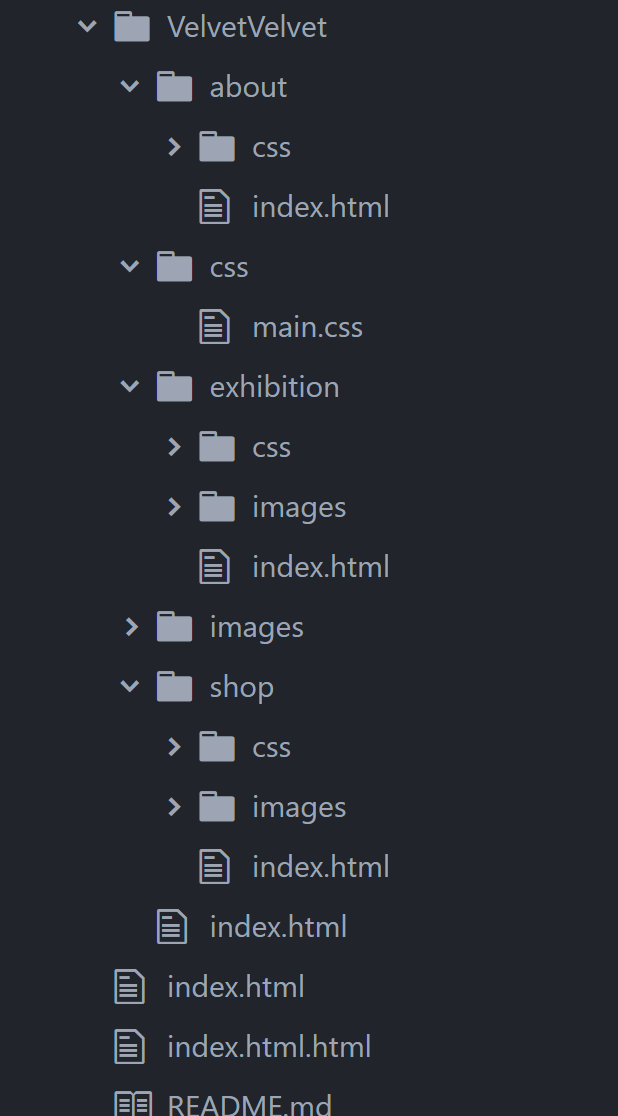 VelvetVelvet
about
css
index.html
css
main.css
exhibition
css
images
index.html
images
shop
css
images
index.html
index.html
index.html
index.html.html
README.md